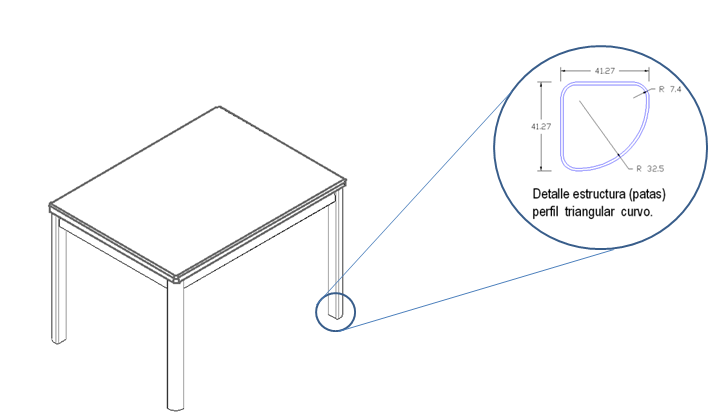 41.27
R 7.4
41.27
R 32.5
Detalle estructura (patas)
perfil triangular curvo.